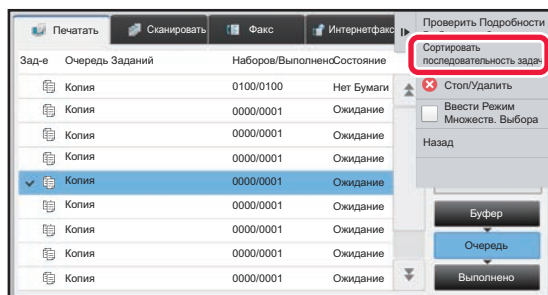 Печатать
Сканировать
Факс
Интернетфакс
Зад-е Очередь Заданий Наборов/Выполнено Состояние
Копия 0100/0100 Нет Бумаги
Копия 0000/0001 Ожидание
Копия 0000/0001 Ожидание
Копия 0000/0001 Ожидание
Копия 0000/0001 Ожидание
Копия 0000/0001 Ожидание
Копия 0000/0001 Ожидание
Копия 0000/0001 Ожидание
Копия 0000/0001 Ожидание
Проверить Подробности
Сортировать
последовательность задач
Стоп/Удалить
Ввести Режим
Множеств. Выбора
Назад
Буфер
Очередь
Выполнено